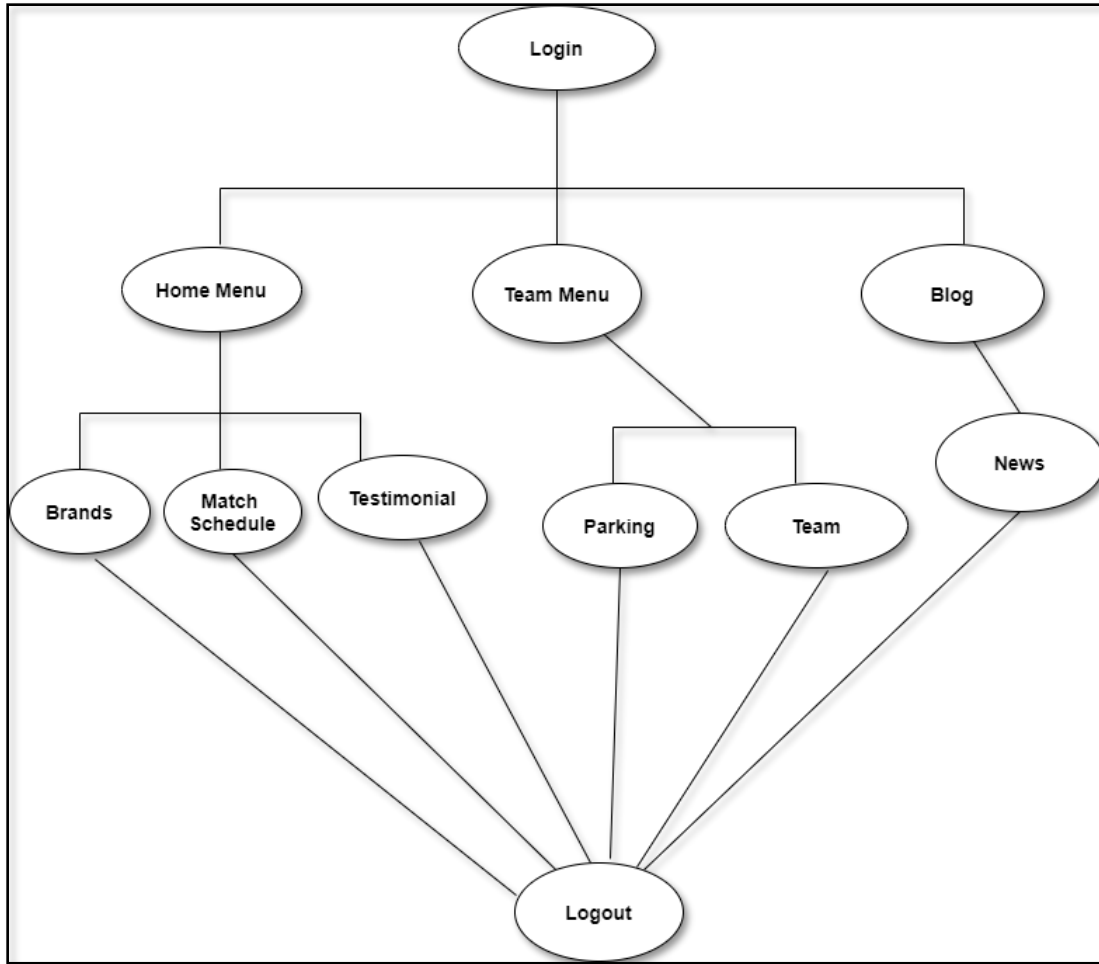 Login
Home Menu
Team Menu
Blog
Brands
Match
Schedule
Testimonial
Parking
Team
News
Logout